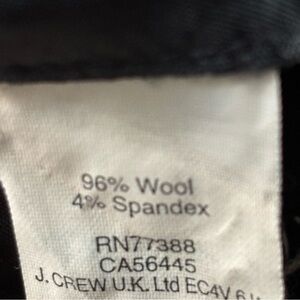 96% Wool
4% Spandex
RN77388
CA56445
J. CREW U.K. Ltd EC4V